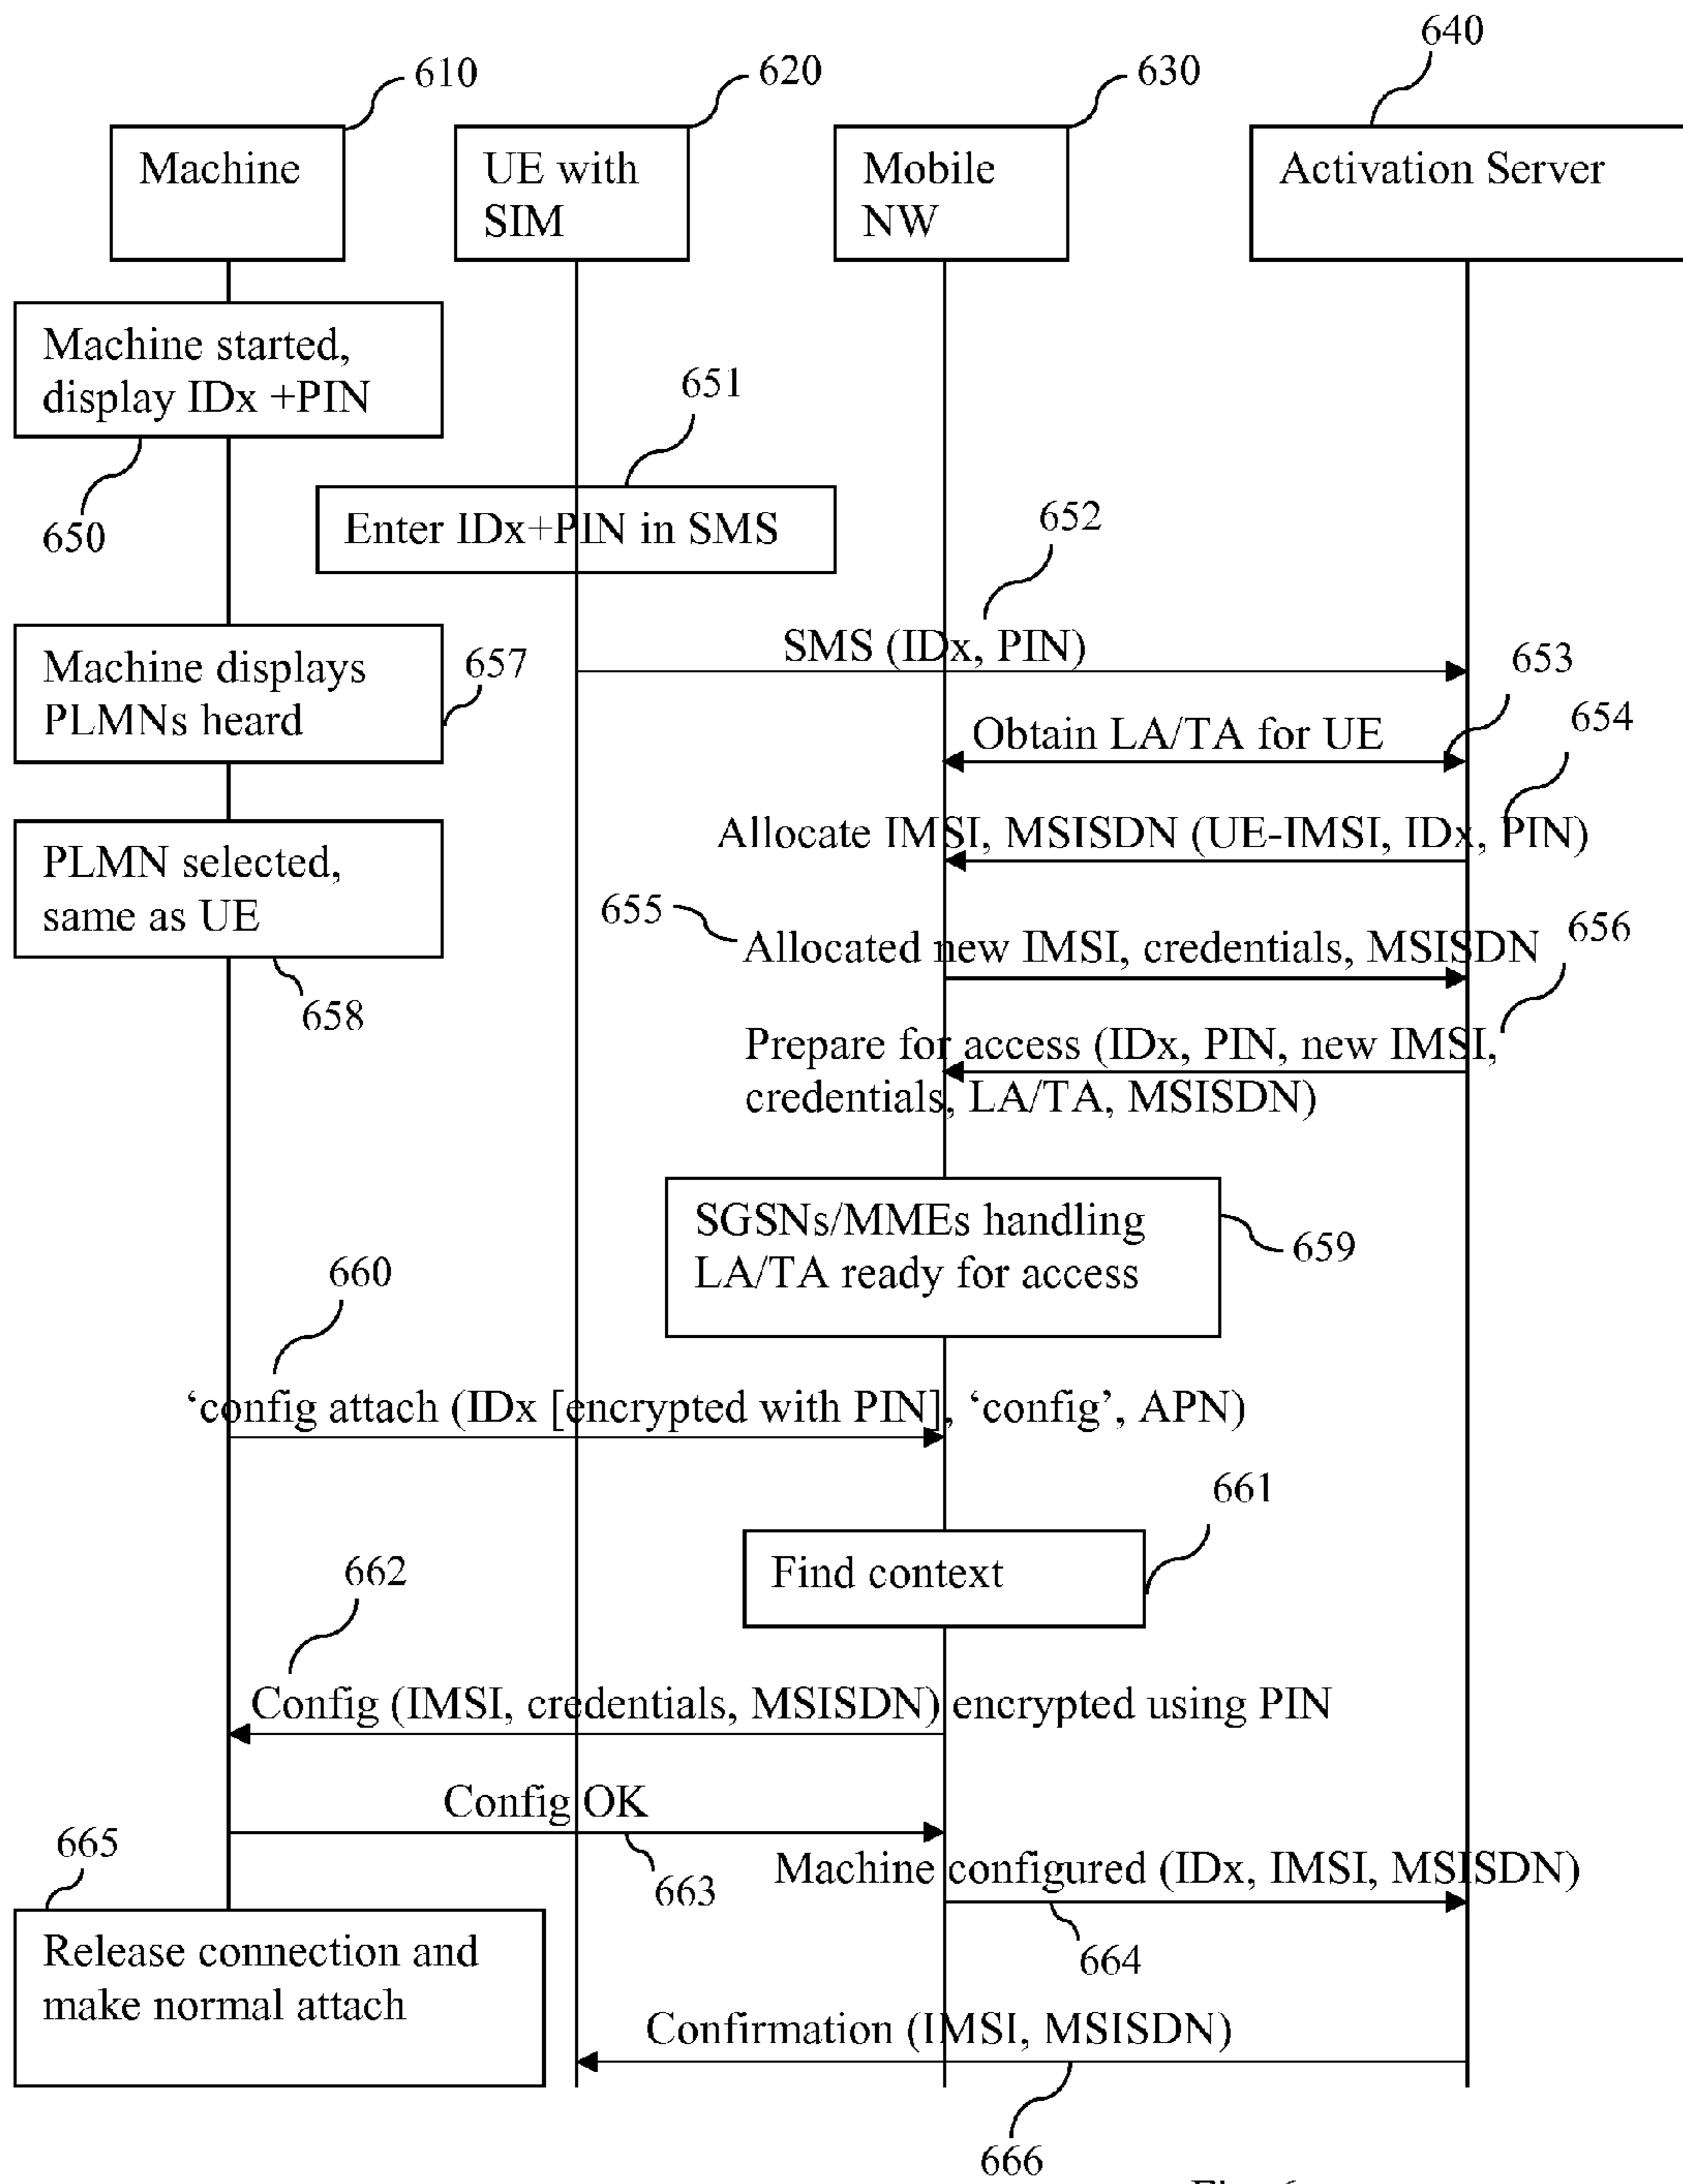 640
610
620
630
Machine
UE with
SIM
Mobile
NW
Activation Server
Machine started,
display IDx +PIN
650
651
Enter IDx+PIN in SMS
652
SMS (IDx, PIN)
653
Machine displays
PLMNs heard
657
654
Obtain LA/TA for UE
Allocate IMSI, MSISDN (UE-IMSI, IDx, PIN)
PLMN selected,
same as UE
658
655
656
Allocated new IMSI, credentials, MSISDN
Prepare for access (IDx, PIN, new IMSI,
credentials, LA/TA, MSISDN)
SGSNs/MMEs handling
LA/TA ready for access
659
660
‘config attach (IDx [encrypted with PIN], ‘config’, APN)
661
Find context
662
Config (IMSI, credentials, MSISDN) encrypted using PIN
Config OK
663
665
Machine configured (IDx, IMSI, MSISDN)
664
Release connection and
make normal attach
Confirmation (IMSI, MSISDN)
666